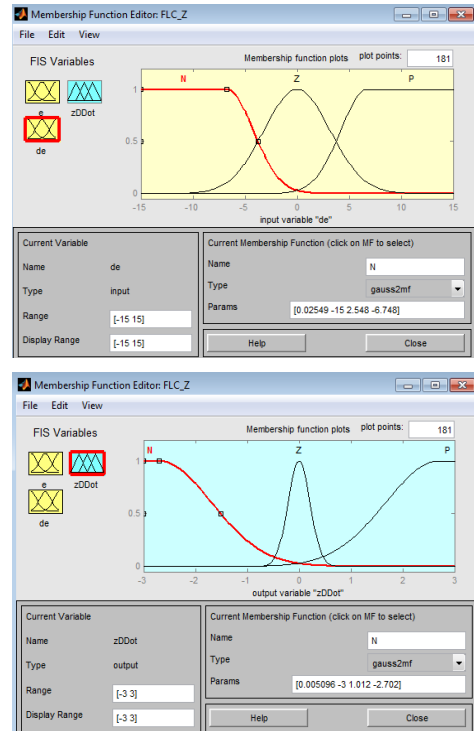 Membership Function Editor: FLC_Z
File Edit View
FIS Variables
Membership function plots plot points: 181
e zDDot
de
N Z P
1
0.5
0
-15 -10 -5 0 5 10 15
input variable "de"
Current Variable
Name de
Type input
Range [-15 15]
Display Range [-15 15]
Current Membership Function (click on MF to select)
Name N
Type gauss2mf
Params [0.02549 -15 2.548 -6.748]
Help Close
Membership Function Editor: FLC_Z
File Edit View
FIS Variables
Membership function plots plot points: 181
e zDDot
de
N Z P
1
0.5
0
-3 -2 -1 0 1 2 3
output variable "zDDot"
Current Variable
Name zDDot
Type output
Range [-3 3]
Display Range [-3 3]
Current Membership Function (click on MF to select)
Name N
Type gauss2mf
Params [0.005096 -3 1.012 -2.702]
Help Close